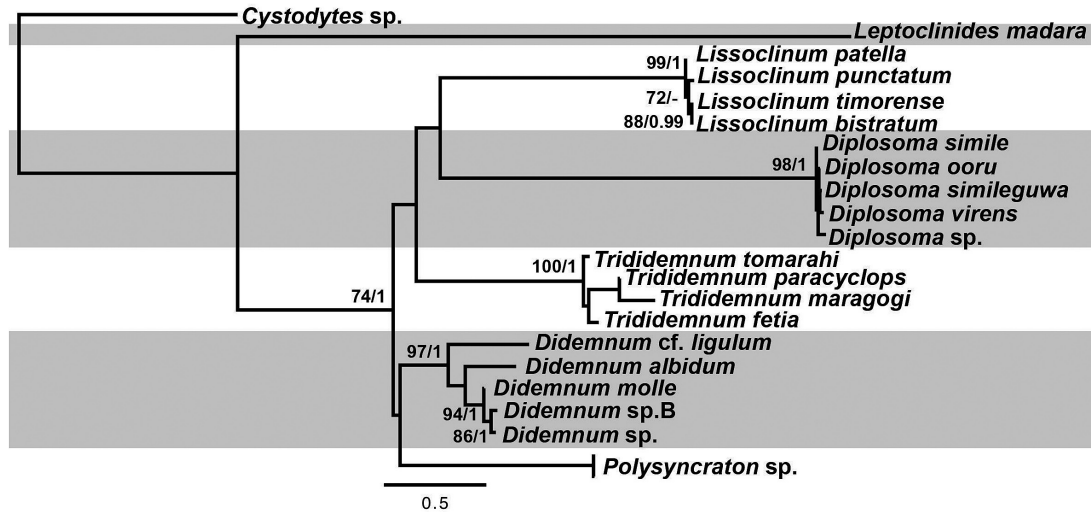 Cystodytes sp.
Leptoclinides madara
Lissoclinum patella
99/1
Lissoclinum punctatum
72/-
Lissoclinum timorense
88/0.99
Lissoclinum bistratum
Diplosoma simile
98/1
Diplosoma ooru
Diplosoma simileguwa
Diplosoma virens
Diplosoma sp.
Trididemnum tomarahi
100/1
Trididemnum paracyclops
74/1
Trididemnum maragogi
Trididemnum fetia
Didemnum cf. ligulum
97/1
Didemnum albidum
Didemnum molle
94/1
Didemnum sp.B
86/1
Didemnum sp.
Polysyncraton sp.
0.5